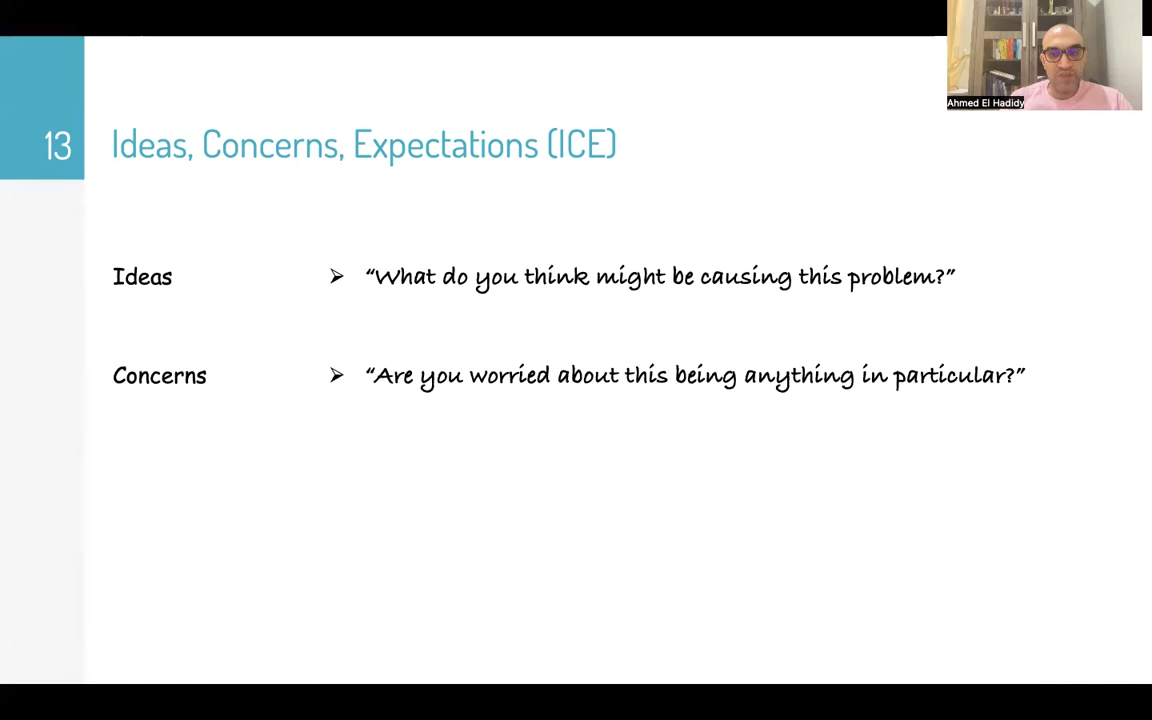 Ahmed El Hadidy
13
Ideas, Concerns, Expectations (ICE)
Ideas ➢ “What do you think might be causing this problem?”
Concerns ➢ “Are you worried about this being anything in particular?”